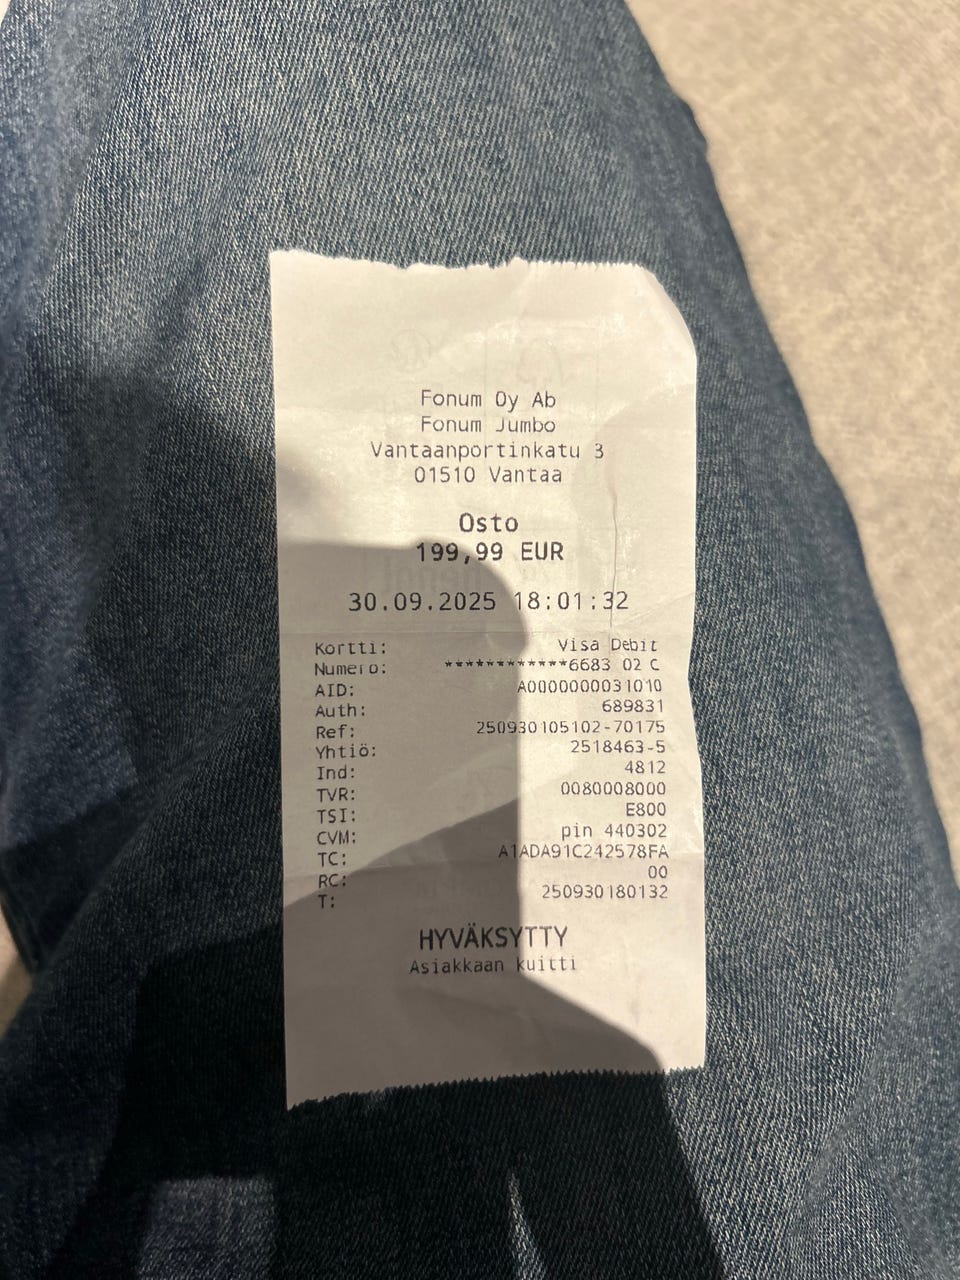 Fonum Oy Ab
Fonum Jumbo
Vantaanportinkatu 3
01510 Vantaa
Osto
199,99 EUR
30.09.2025 18:01:32
Kortti: Visa Debit
Numero: ************6683 02 C
AID: A0000000031010
Auth: 689831
Ref: 250930105102-70175
Yhtiö: 2518463-5
Ind: 4812
TVR: 0080008000
TSI: E800
CVM: pin 440302
TC: A1ADA91C242578FA
RC: 00
T: 250930180132
HYVÄKSYTTY
Asiakkaan kuitti